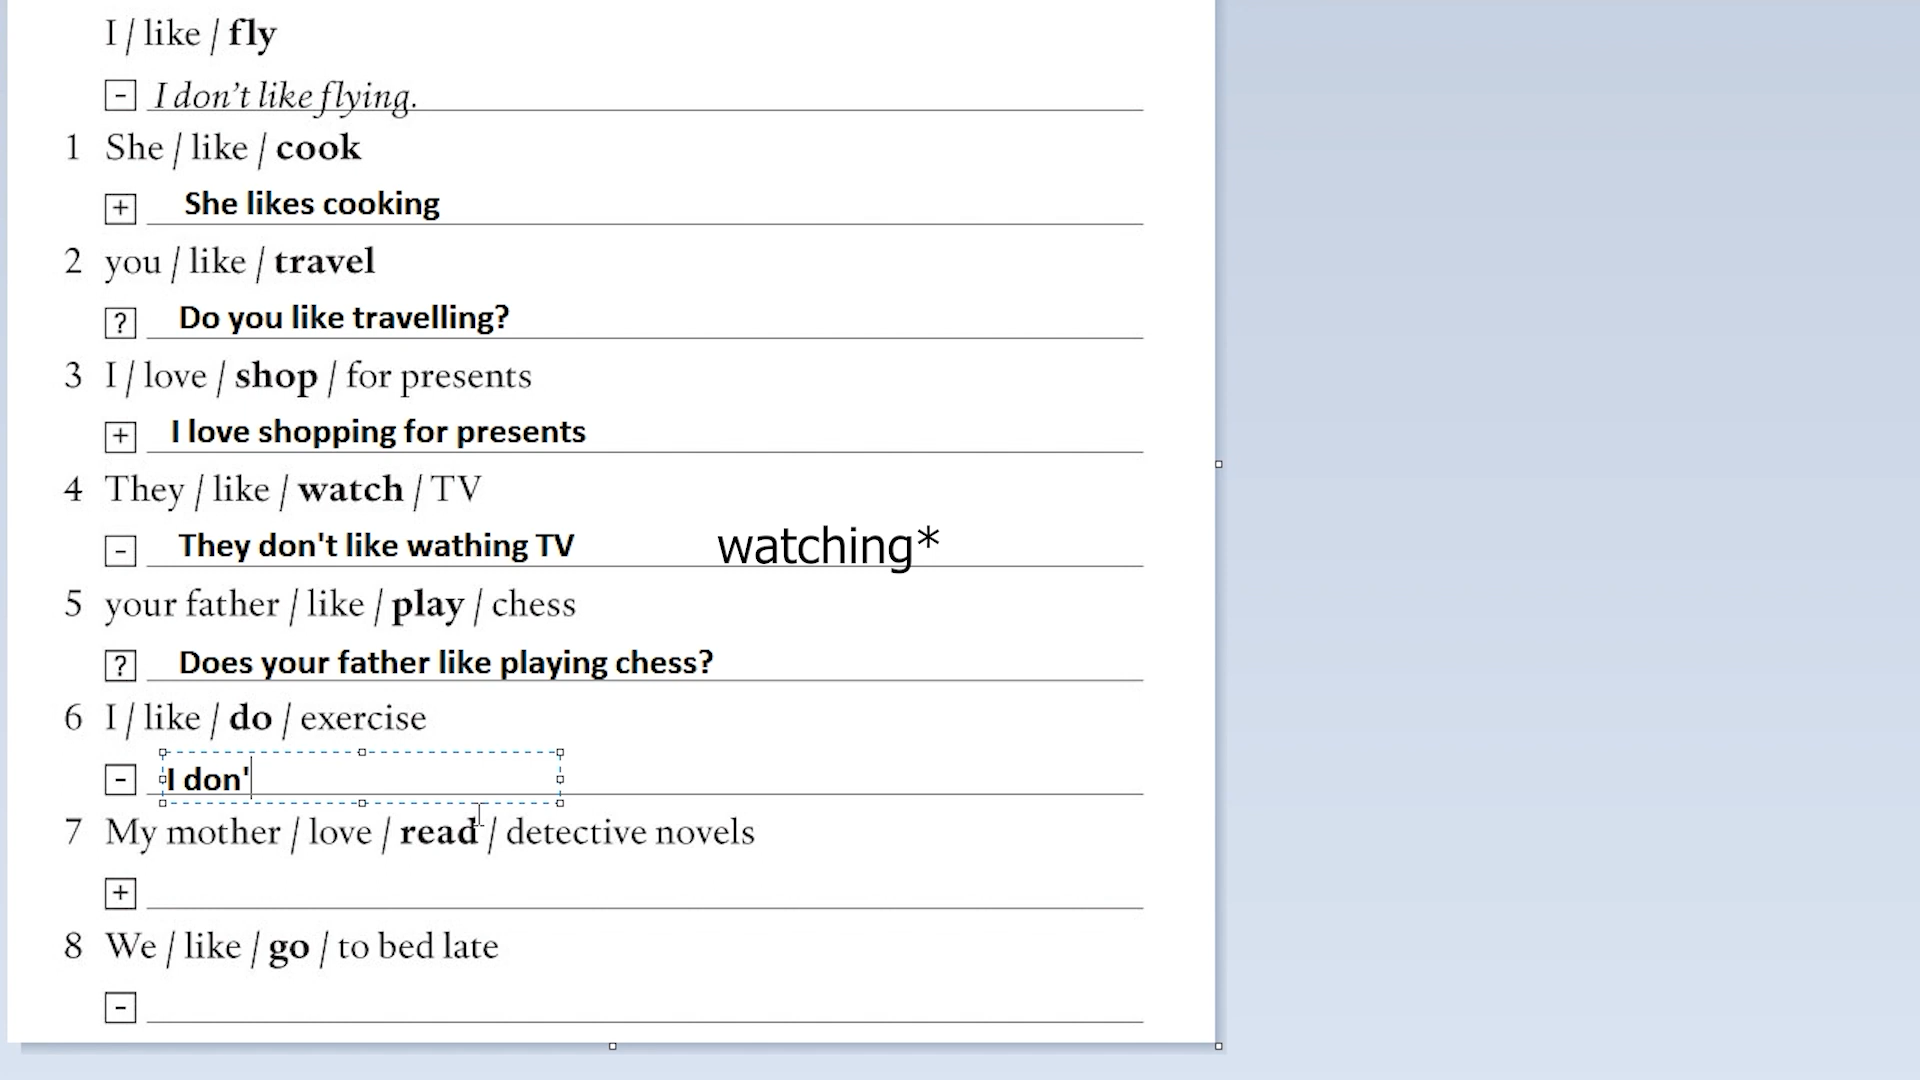 I / like / fly
- I don't like flying.
1 She / like / cook
+ She likes cooking
2 you / like / travel
? Do you like travelling?
3 I / love / shop / for presents
+ I love shopping for presents
4 They / like / watch / TV
- They don't like wathing TV watching*
5 your father / like / play / chess
? Does your father like playing chess?
6 I / like / do / exercise
- I don'
7 My mother / love / read / detective novels
+
8 We / like / go / to bed late
-